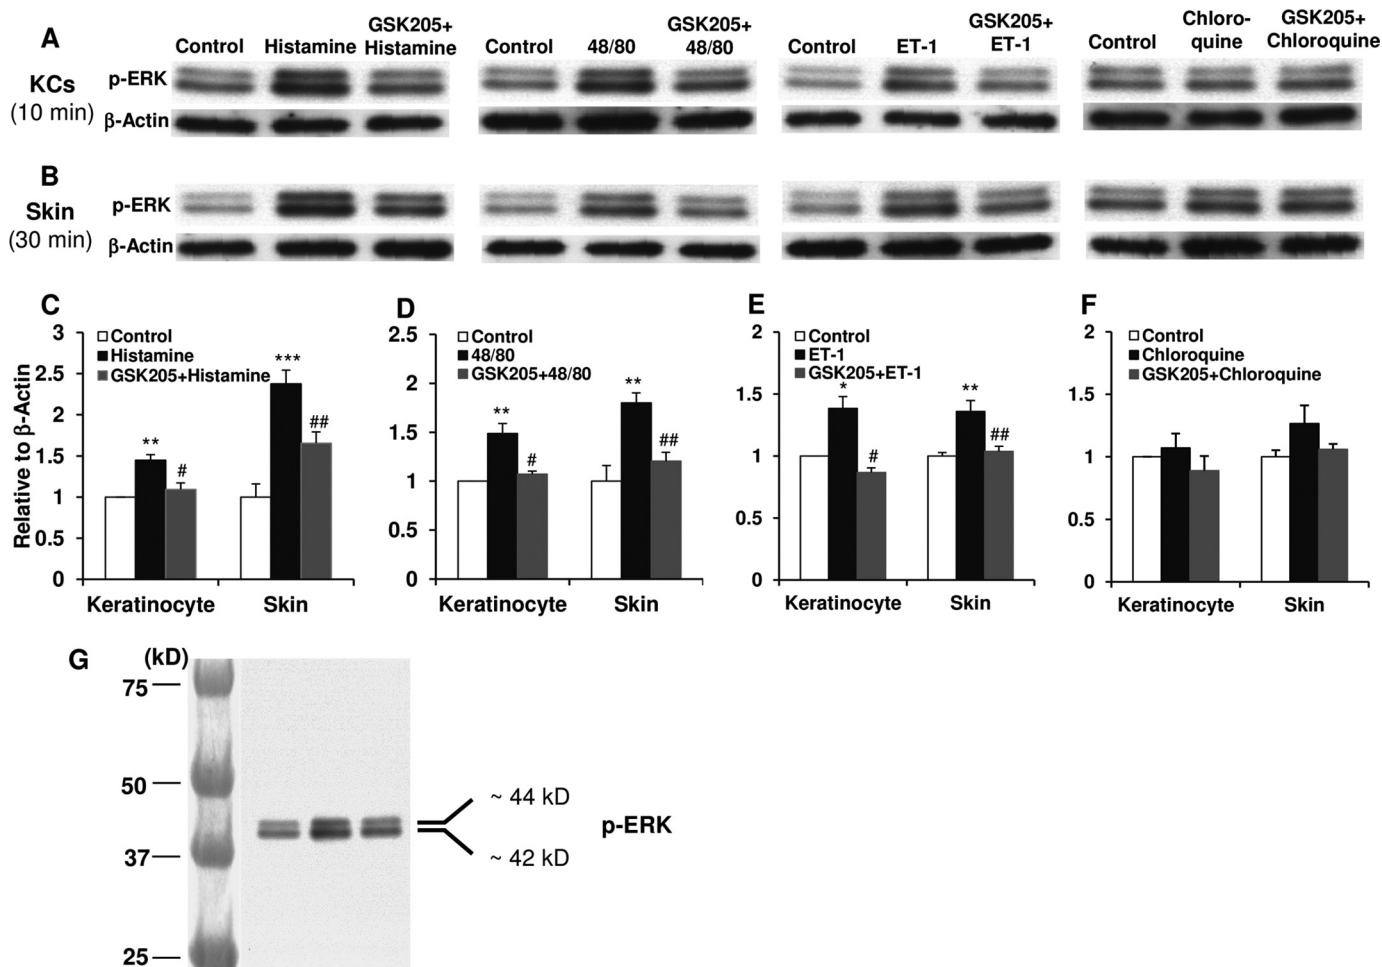 A
Control Histamine GSK205+
Histamine
Control 48/80 GSK205+
48/80
Control ET-1 GSK205+
ET-1
Control Chloro-
quine GSK205+
Chloroquine
KCs
(10 min)
p-ERK
β-Actin
B
Skin
(30 min)
p-ERK
β-Actin
C
Relative to β-Actin
3
2.5
2
1.5
1
0.5
0
Control
Histamine
GSK205+Histamine
**
#
***
##
Keratinocyte Skin
D
2.5
2
1.5
1
0.5
0
Control
48/80
GSK205+48/80
**
#
**
##
Keratinocyte Skin
E
2
1.5
1
0.5
0
Control
ET-1
GSK205+ET-1
*
#
**
##
Keratinocyte Skin
F
2
1.5
1
0.5
0
Control
Chloroquine
GSK205+Chloroquine
Keratinocyte Skin
G
(kD)
75
50
37
25
~ 44 kD
p-ERK
~ 42 kD